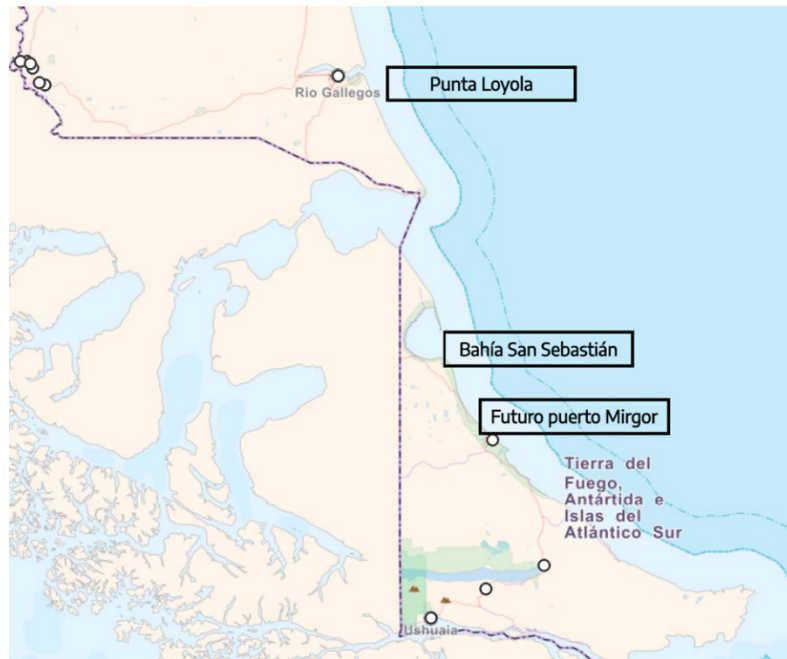 Punta Loyola
Río Gallegos
Bahía San Sebastián
Futuro puerto Mirgor
Tierra del
Fuego,
Antártida e
Islas del
Atlántico Sur
Ushuaia